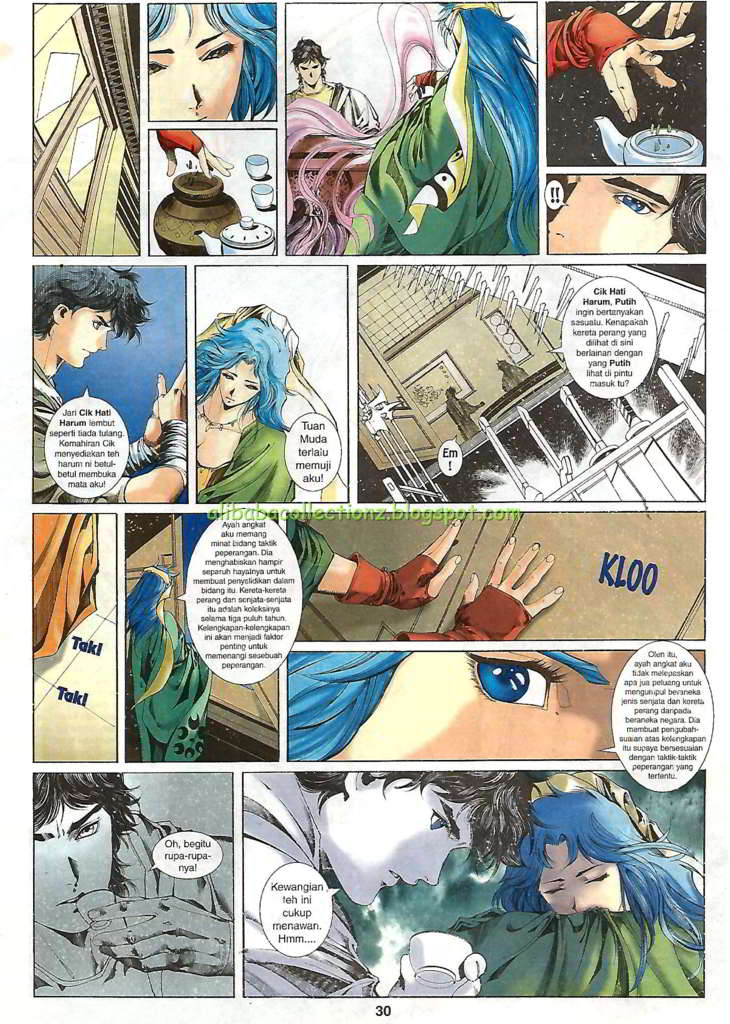 !!
Jari Cik Hati
Harum lembut
seperti tiada tulang.
Kemahiran Cik
menyediakan teh
harum ni betul-
betul membuka
mata aku!
Tuan
Muda
terlalu
memuji
aku!
Cik Hati
Harum, Putih
ingin bertanyakan
sesuatu. Kenapakah
kereta perang yang
dilihat di sini
berlainan dengan
yang Putih
lihat di pintu
masuk tu?
Em
!
alibabacollectionz.blogspot.com
Tak!
Tak!
Ayah angkat
aku memang
minat bidang taktik
peperangan. Dia
menghabiskan hampir
separuh hayatnya untuk
membuat penyelidikan dalam
bidang itu. Kereta-kereta
perang dan senjata-senjata
itu adalah koleksinya
selama tiga puluh tahun.
Kelengkapan-kelengkapan
ini akan menjadi faktor
penting untuk
memenangi sesebuah
peperangan.
KLOO
Oleh itu,
ayah angkat aku
tidak melepaskan
apa jua peluang untuk
mengumpul beraneka
jenis senjata dan kereta
perang daripada
beraneka negara. Dia
membuat pengubah-
suaian atas kelengkapan
itu supaya bersesuaian
dengan taktik-taktik
peperangan yang
tertentu.
Oh, begitu
rupa-rupa-
nya!
Kewangian
teh ini
cukup
menawan.
Hmm....
30